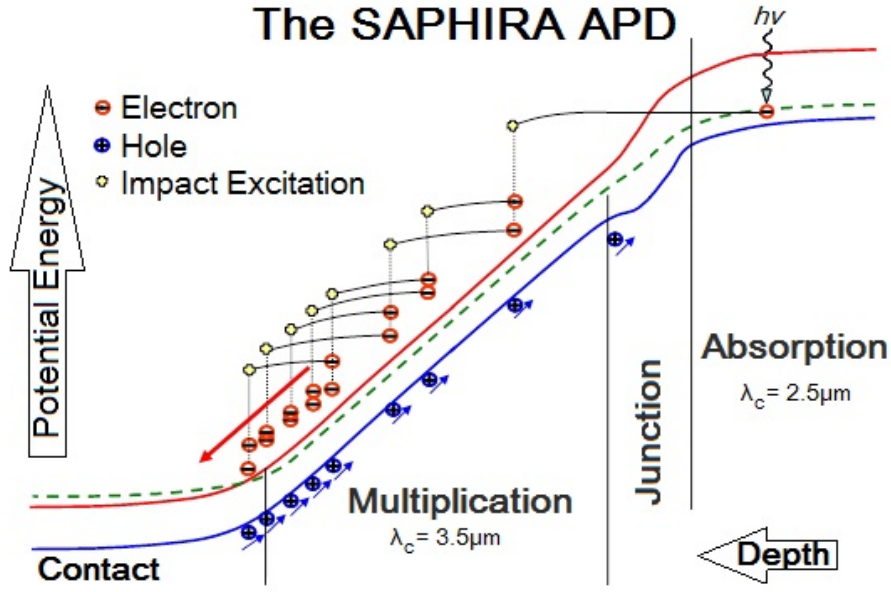 The SAPHIRA APD
hν
Electron
Hole
Impact Excitation
Potential Energy
Absorption
λc = 2.5μm
Junction
Multiplication
λc = 3.5μm
Depth
Contact